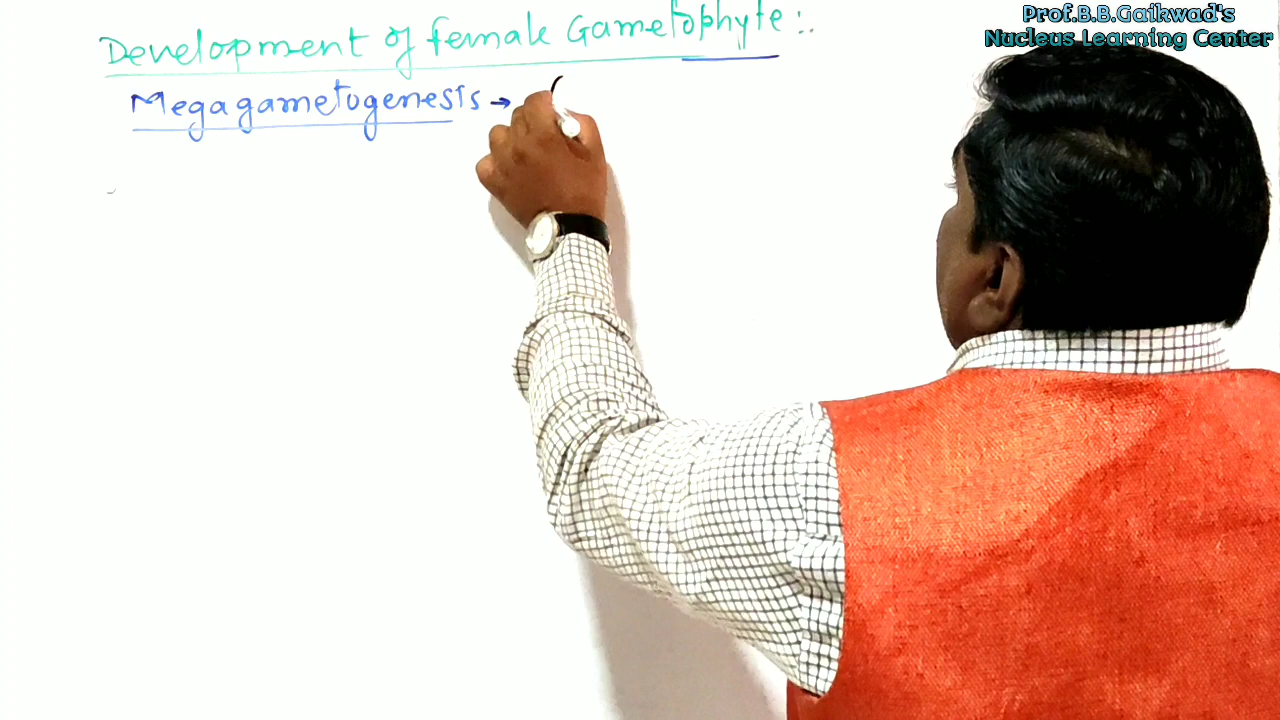 Prof.B.B.Gaikwad's
Nucleus Learning Center
Development of female Gametophyte :.
Megagametogenesis →